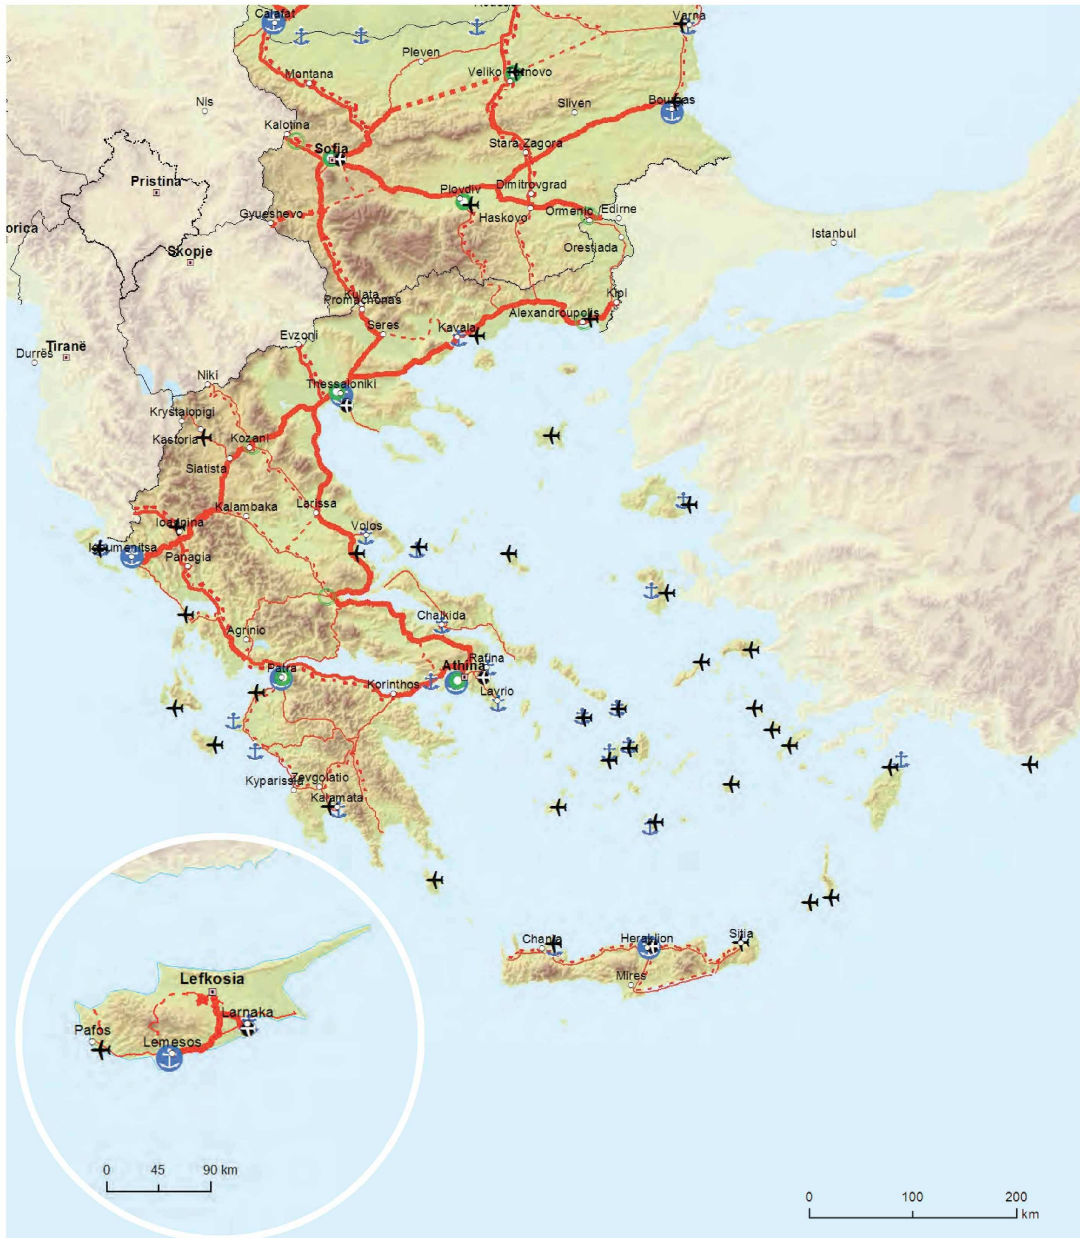 Calafat
Varna
Pleven
Montana
Veliko Tarnovo
Nis
Sliven
Bourgas
Kalotina
Sofia
Stara Zagora
Pristina
Plovdiv
Dimitrovgrad
Gyueshevo
Haskovo
Ormenio
Edirne
orica
Istanbul
Skopje
Orestiada
Kulata
Promachonas
Kipi
Alexandroupolis
Evzoni
Seres
Kavala
Tiranë
Durrës
Niki
Thessaloniki
Krystalopigi
Kastoria
Kozani
Siatista
Larissa
Kalambaka
Ioannina
Volos
Igoumenitsa
Panagia
Chalkida
Agrinio
Rafina
Patra
Athina
Korinthos
Lavrio
Kyparissia
Zevgolatio
Kalamata
Chania
Heraklion
Sitia
Mires
Lefkosia
Larnaka
Pafos
Lemesos
0 45 90 km
0 100 200
km